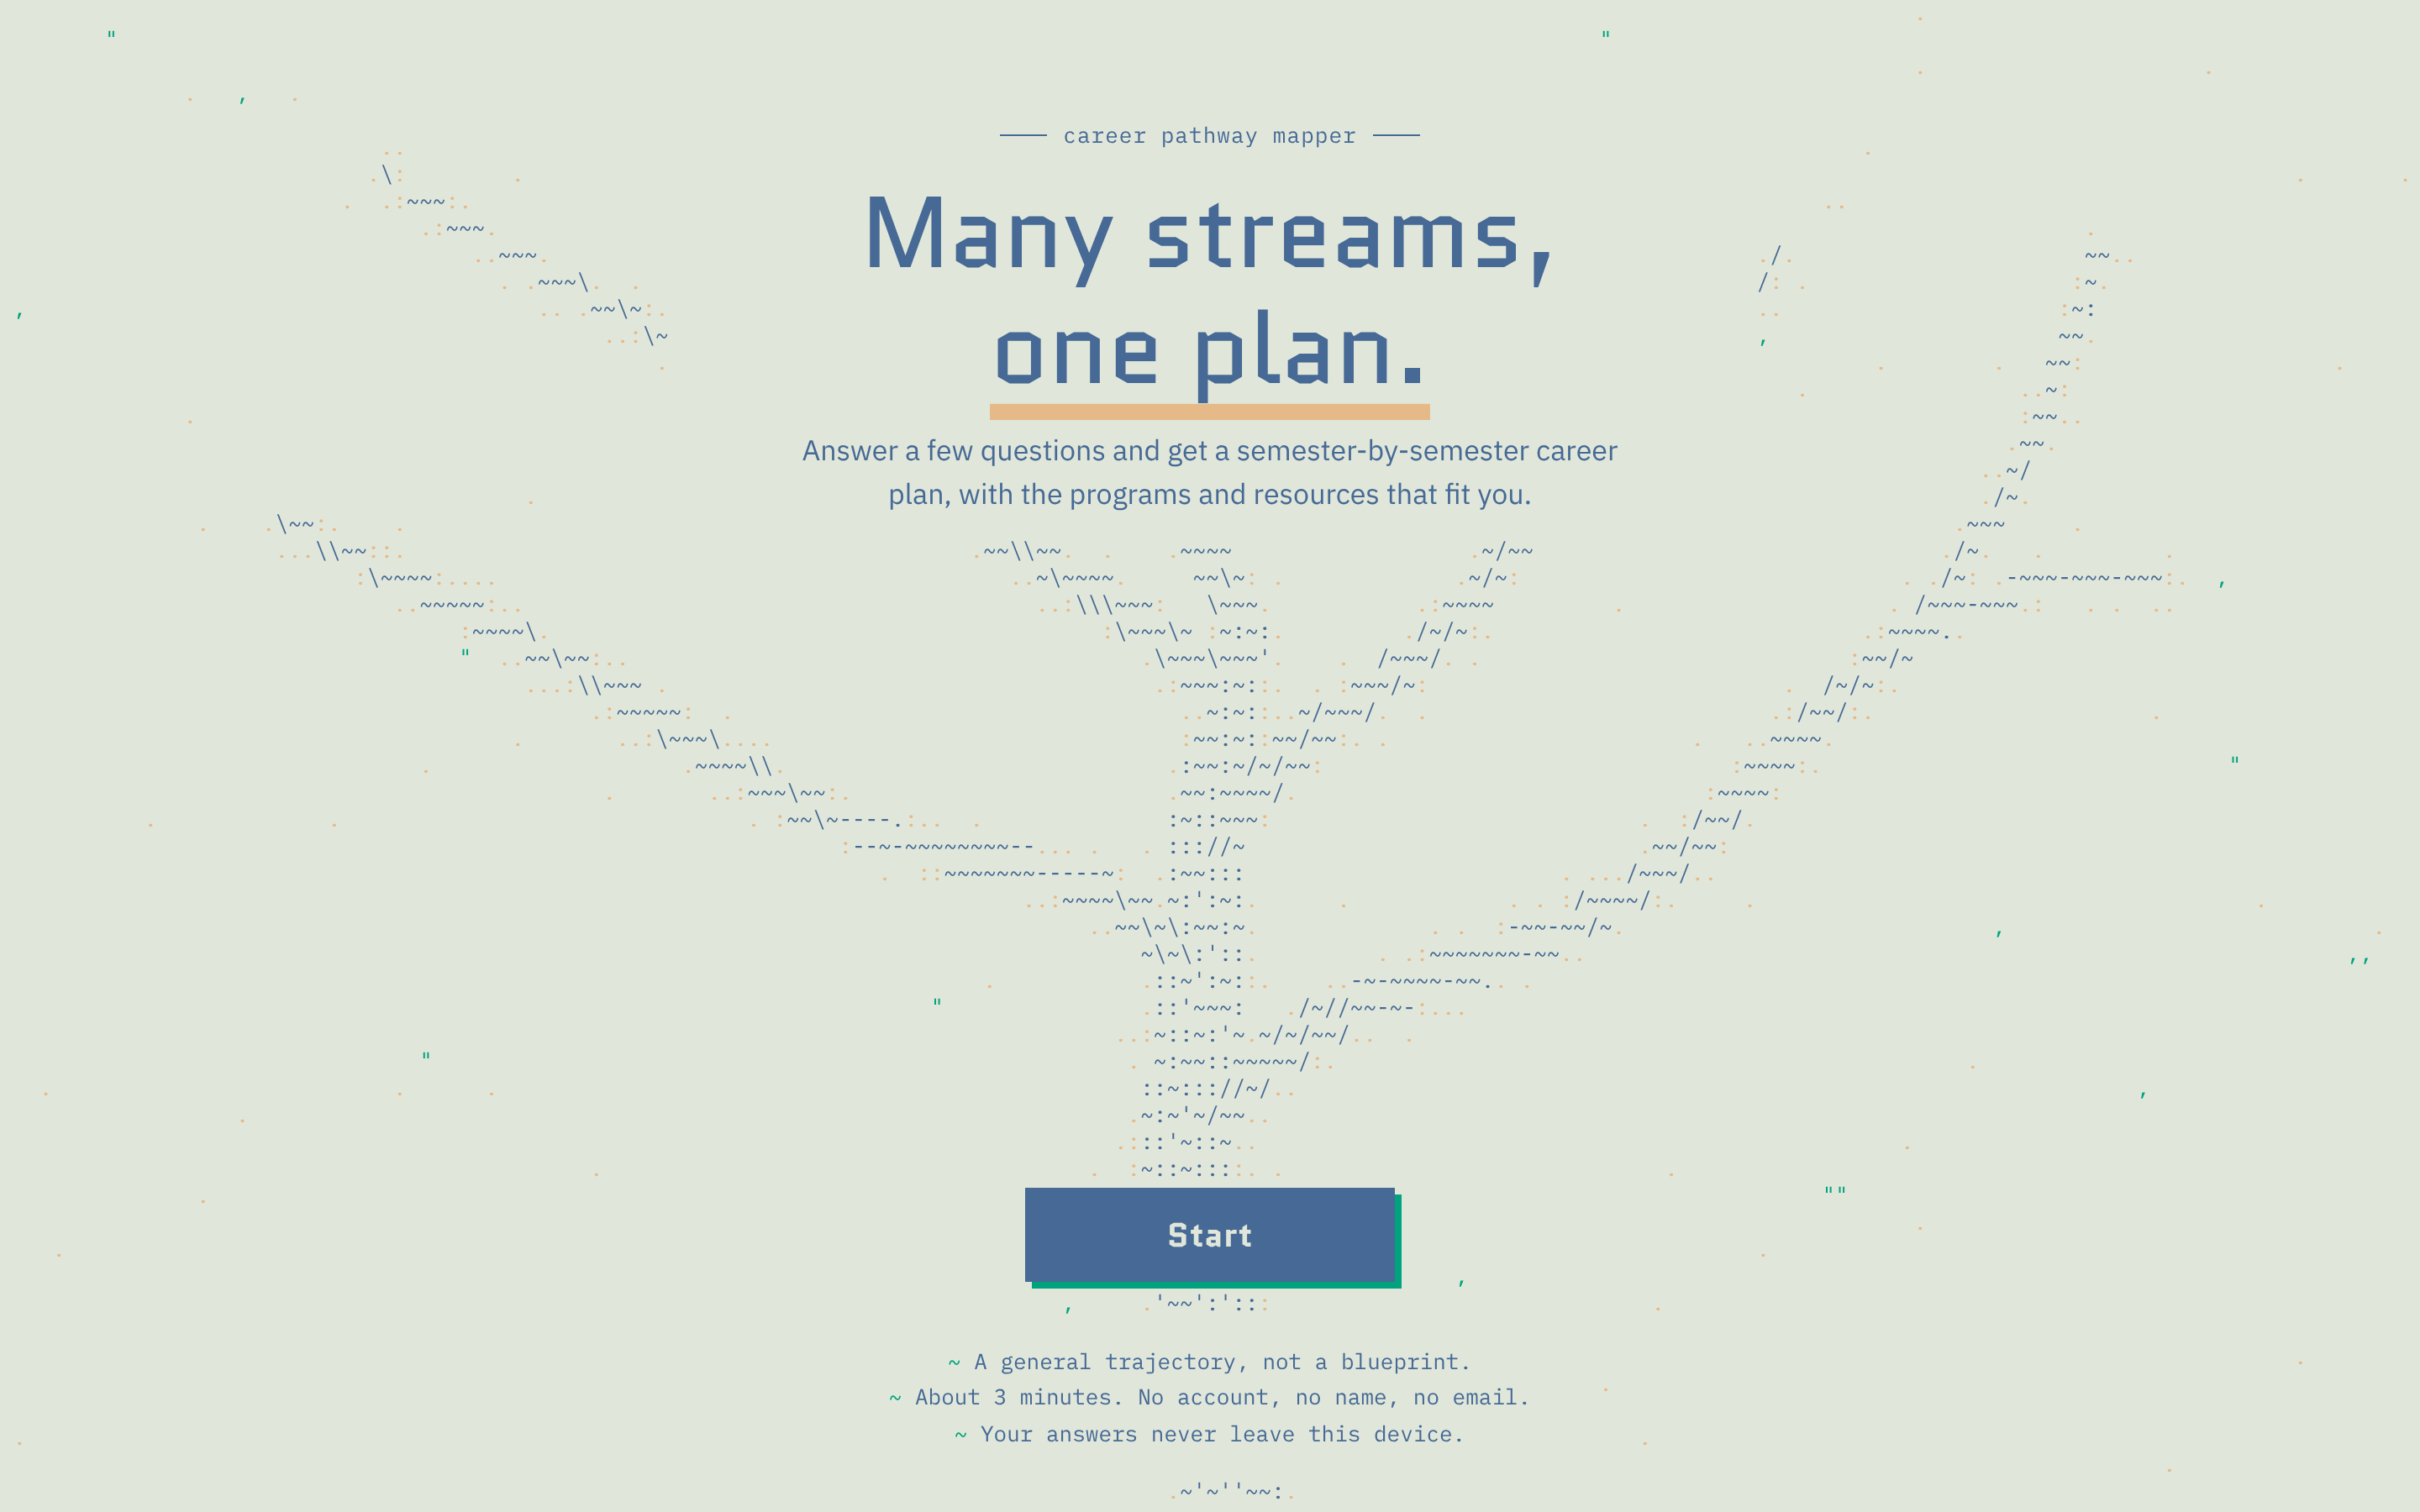 career pathway mapper
Many streams,
one plan.
Answer a few questions and get a semester-by-semester career
plan, with the programs and resources that fit you.
Start
~ A general trajectory, not a blueprint.
~ About 3 minutes. No account, no name, no email.
~ Your answers never leave this device.